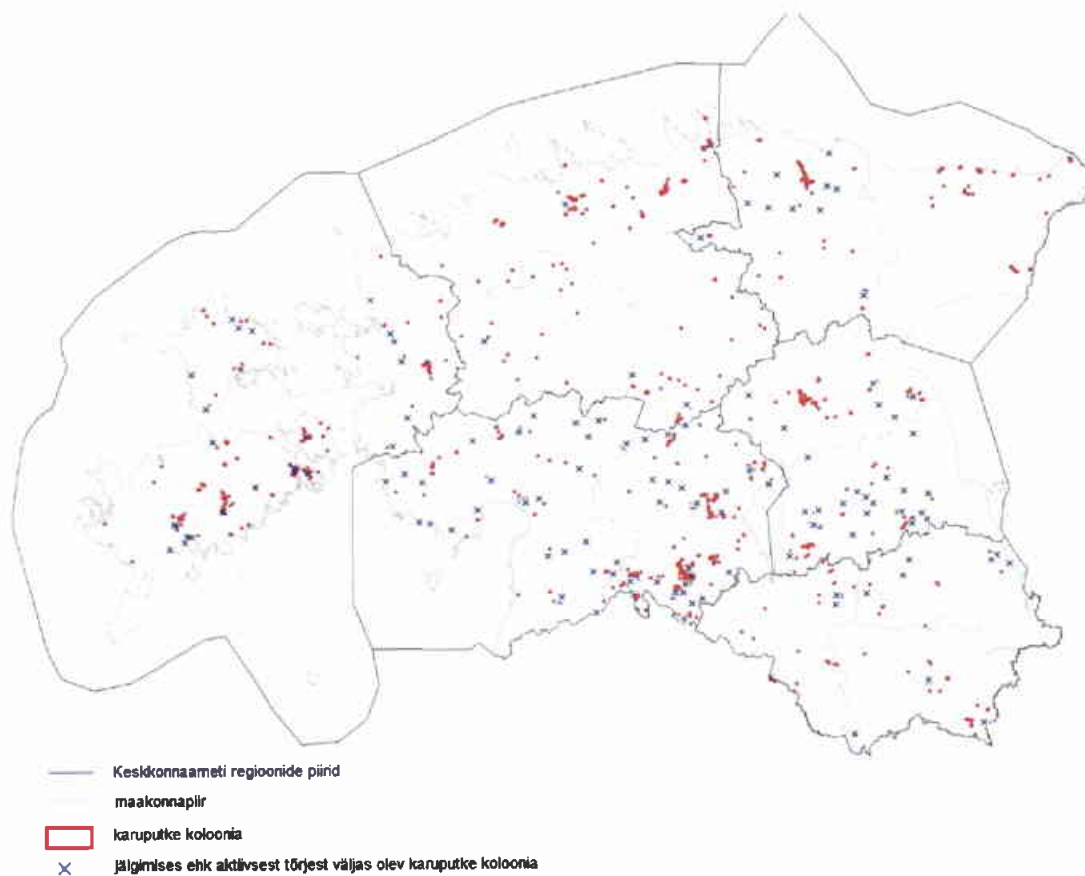 Keskkonnaameti regioonide piirid
maakonnapiir
karuputke koloonia
jälgimises ehk aktiivsest tõrjest väljas olev karuputke koloonia